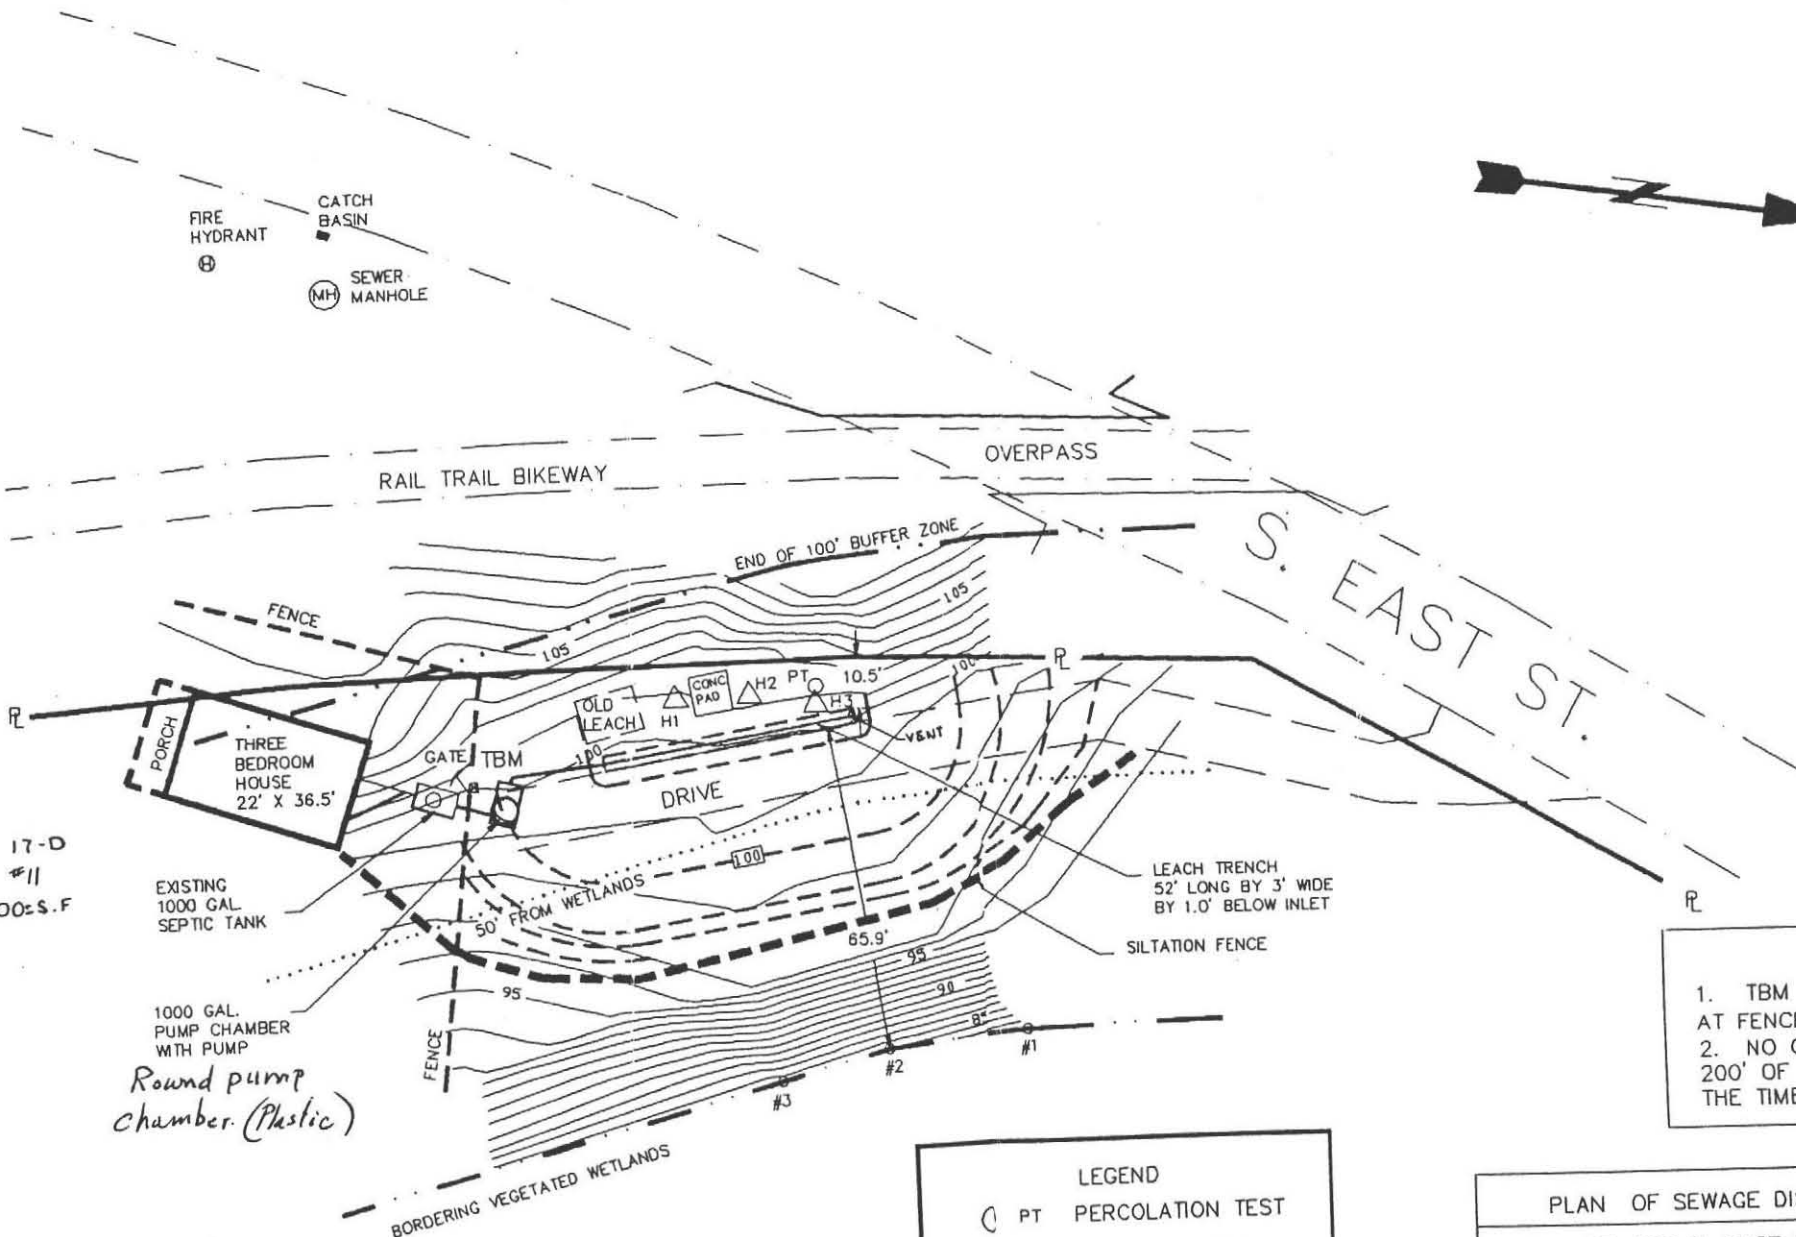 CATCH
BASIN
FIRE
HYDRANT
H
SEWER
MH MANHOLE
OVERPASS
RAIL TRAIL BIKEWAY
S. EAST ST.
END OF 100' BUFFER ZONE
105
FENCE
105
100
PL
PL
CONC
PAD
H2
PT
10.5'
OLD
LEACH
H1
H3
VENT
PORCH
THREE
BEDROOM
HOUSE
22' X 36.5'
GATE
TBM
100
DRIVE
100
17-D
#11
EXISTING
1000 GAL.
SEPTIC TANK
50' FROM WETLANDS
LEACH TRENCH
52' LONG BY 3' WIDE
BY 1.0' BELOW INLET
PL
65.9'
SILTATION FENCE
95
95
90
1000 GAL.
PUMP CHAMBER
WITH PUMP
Round pump
chamber. (Plastic)
FENCE
#1
#2
#3
BORDERING VEGETATED WETLANDS
1. TBM
AT
2. NO
200' OF
THE
LEGEND
PT PERCOLATION TEST
PLAN OF SEWAGE